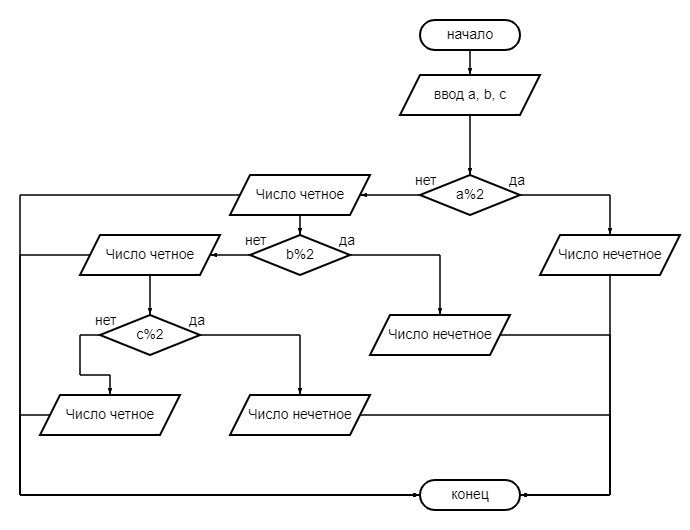 начало
ввод a, b, c
нет
да
a%2
Число четное
нет
да
Число четное
b%2
Число нечетное
нет
да
c%2
Число нечетное
Число четное
Число нечетное
конец